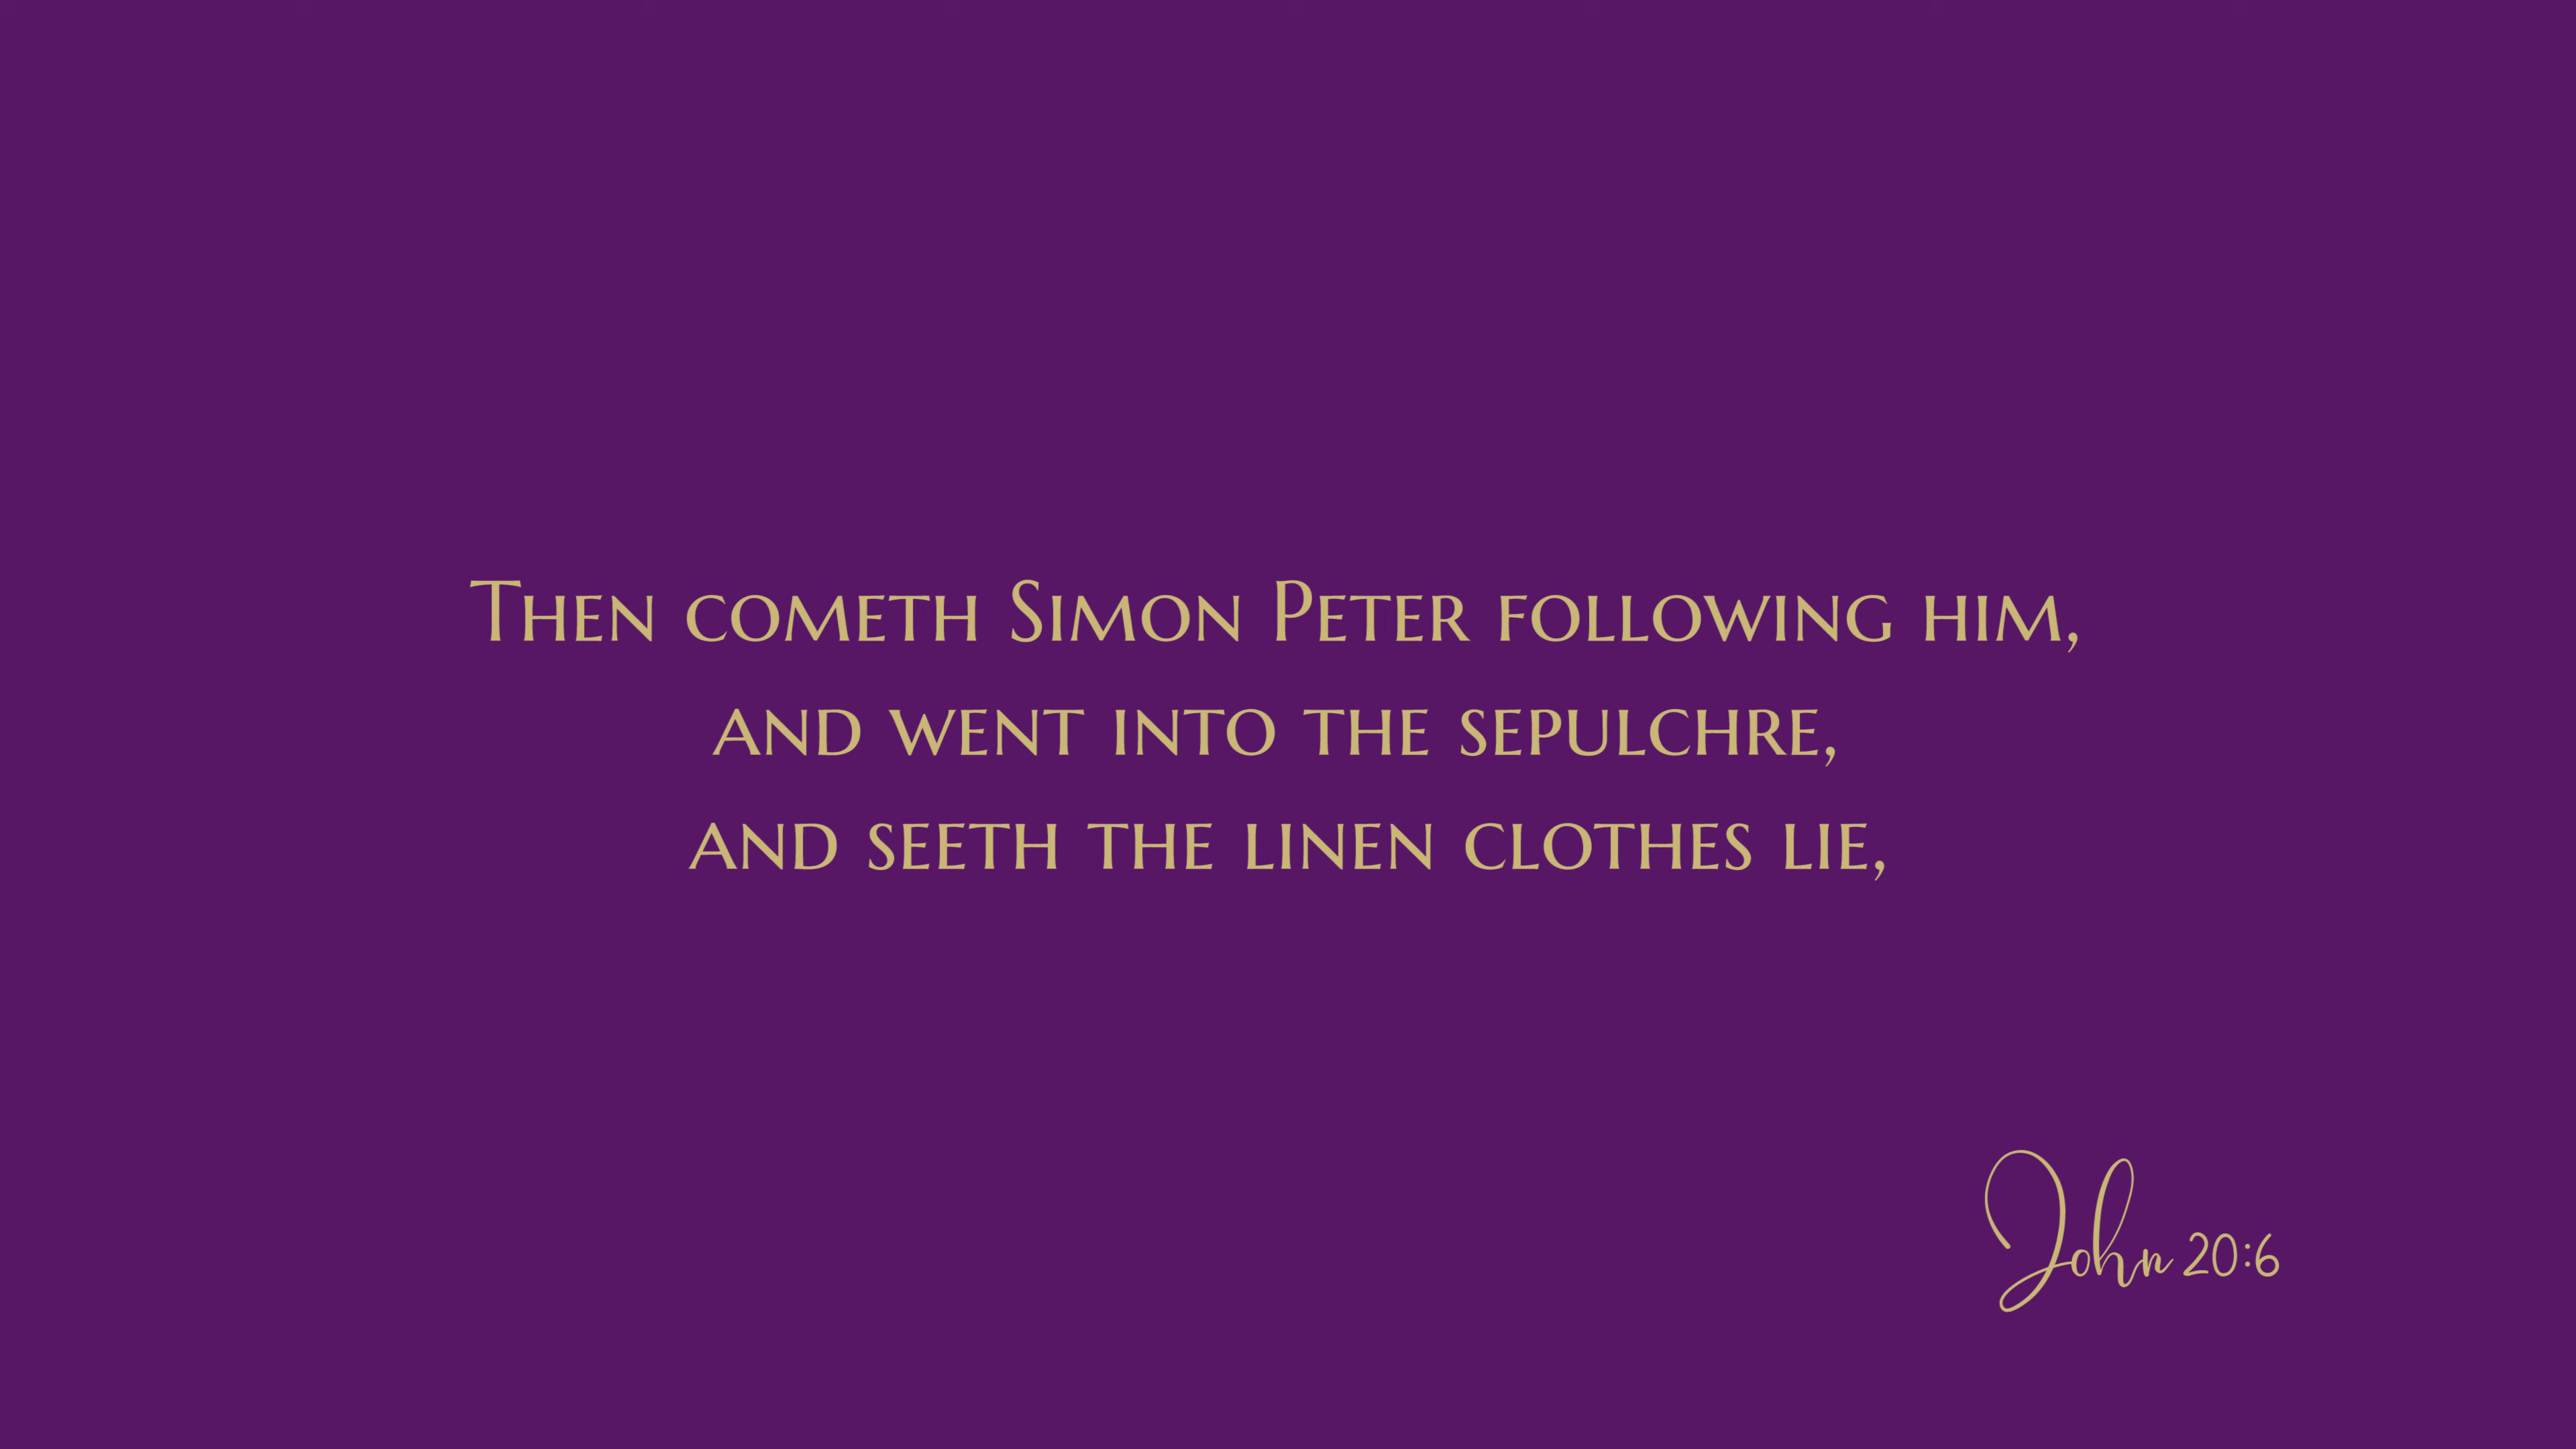 Then cometh Simon Peter following him,
and went into the sepulchre,
and seeth the linen clothes lie,
John 20:6